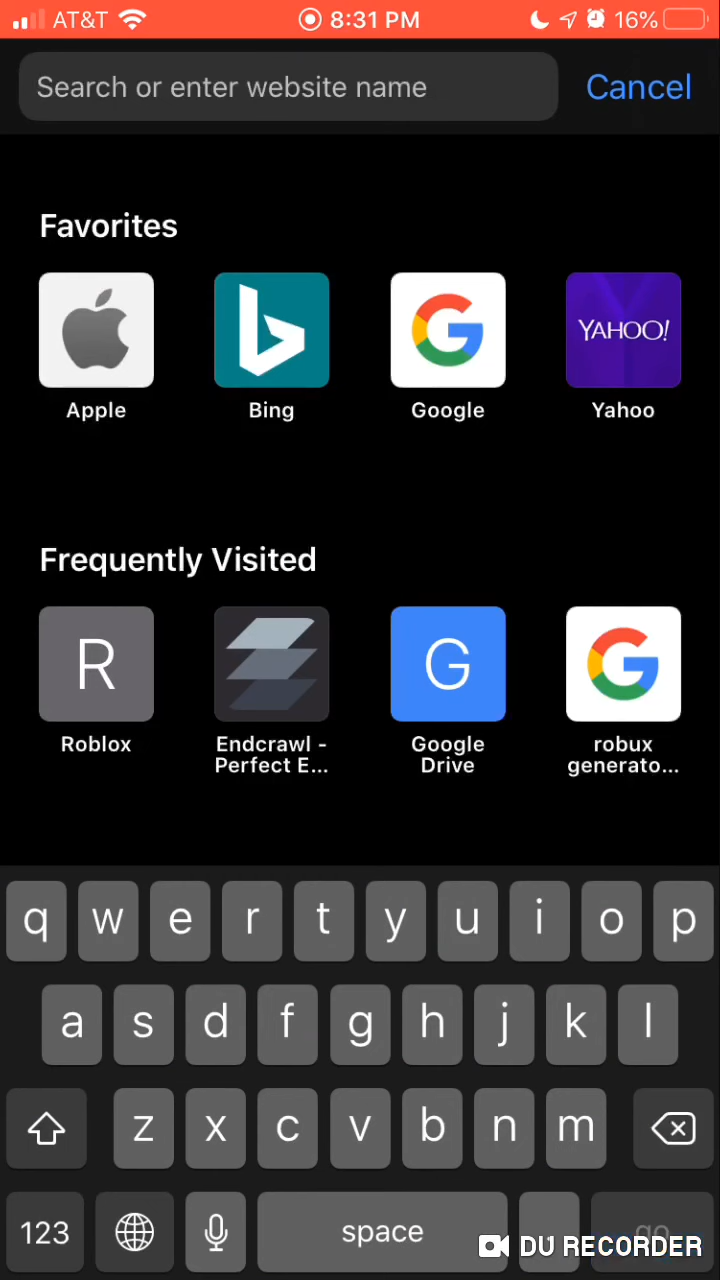 AT&T 8:31 PM 16%
Search or enter website name Cancel
Favorites
YAHOO!
Apple Bing Google Yahoo
Frequently Visited
R G
Roblox Endcrawl - Google robux
Perfect E... Drive generato...
q w e r t y u i o p
a s d f g h j k l
z x c v b n m
123 space go
DU RECORDER